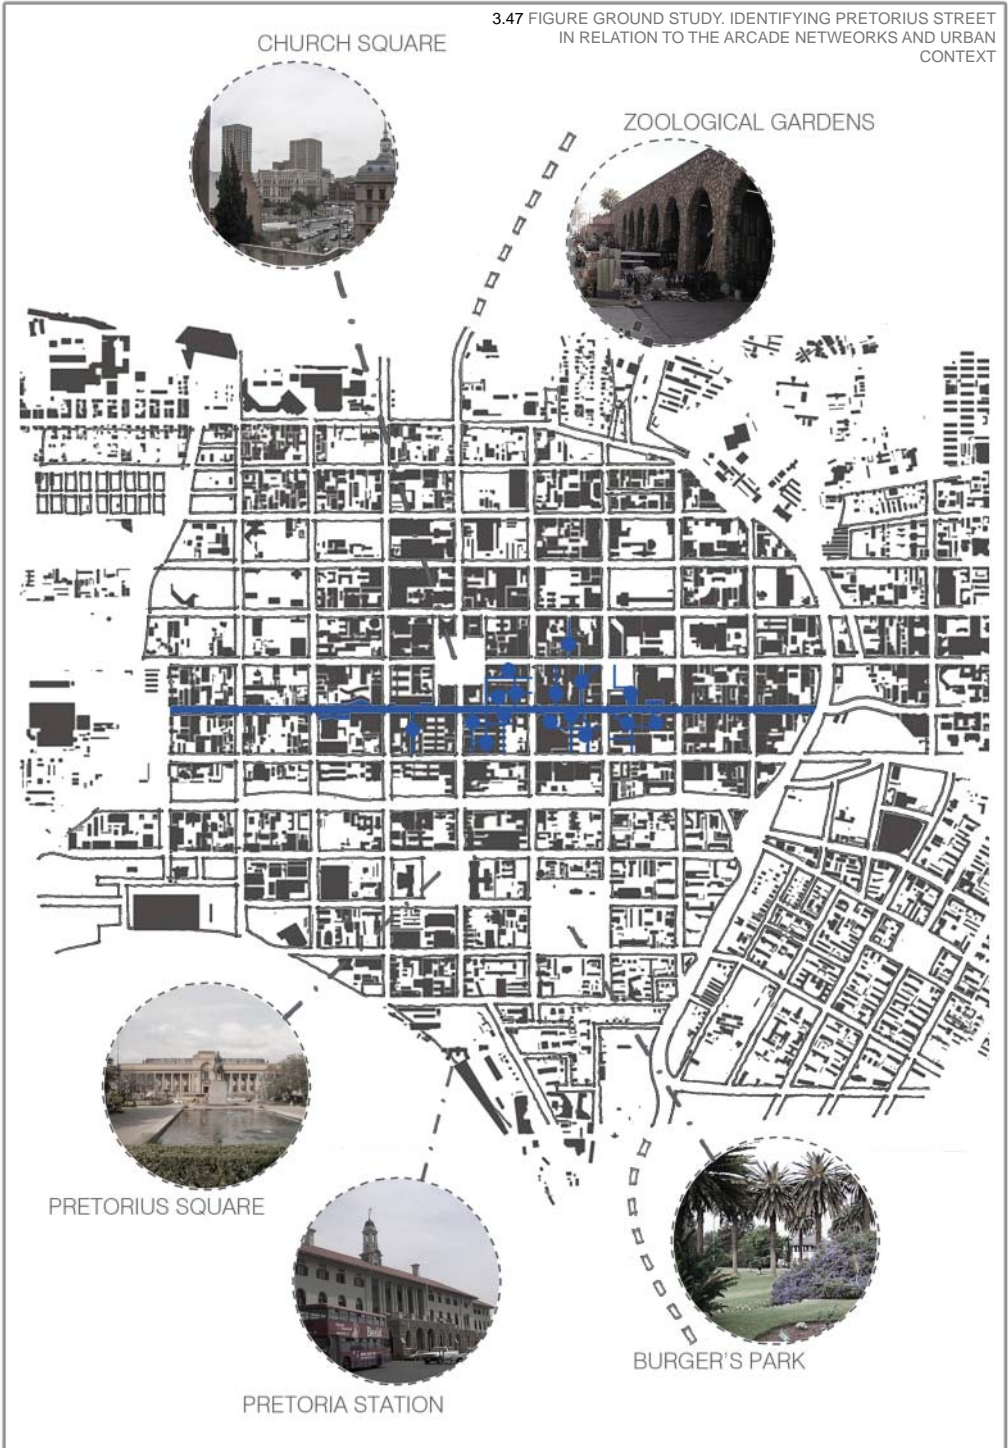 3.47 FIGURE GROUND STUDY. IDENTIFYING PRETORIUS STREET
IN RELATION TO THE ARCADE NETWEORKS AND URBAN
CONTEXT
CHURCH SQUARE
ZOOLOGICAL GARDENS
PRETORIUS SQUARE
PRETORIA STATION
BURGER'S PARK